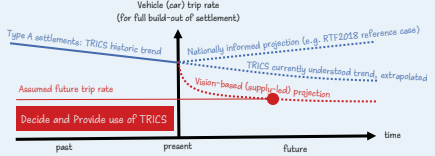 Vehicle (car) trip rate
(for full build-out of settlement)
Type A settlements: TRICS historic trend
Nationally informed projection (e.g. RTF2018 reference case)
TRICS currently understood trend, extrapolated
Vision-based (supply-led) projection
Assumed future trip rate
Decide and Provide use of TRICS
time
past
present
future